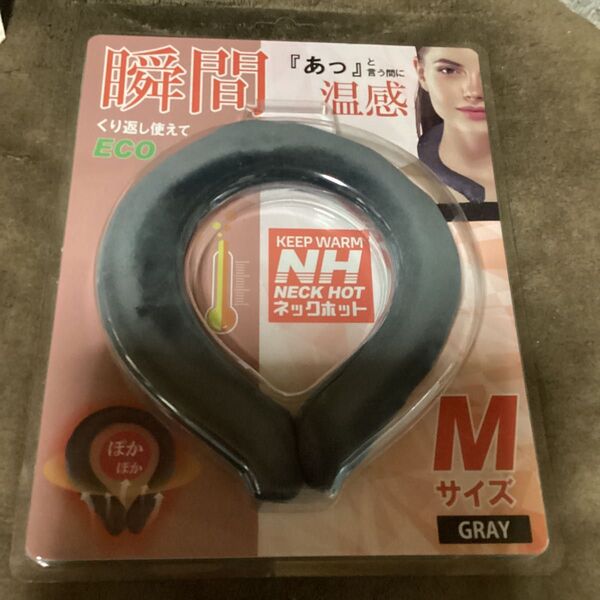 瞬間
『あっ』と
言う間に
温感
くり返し使えて
ECO
KEEP WARM
NH
NECK HOT
ネックホット
ぽか
ぽか
M
サイズ
GRAY